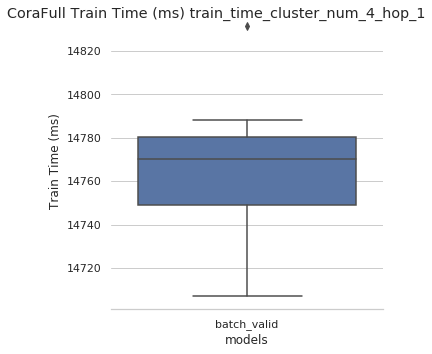 CoraFull Train Time (ms) train_time_cluster_num_4_hop_1
14820
14800
14780
14760
14740
14720
Train Time (ms)
batch_valid
models